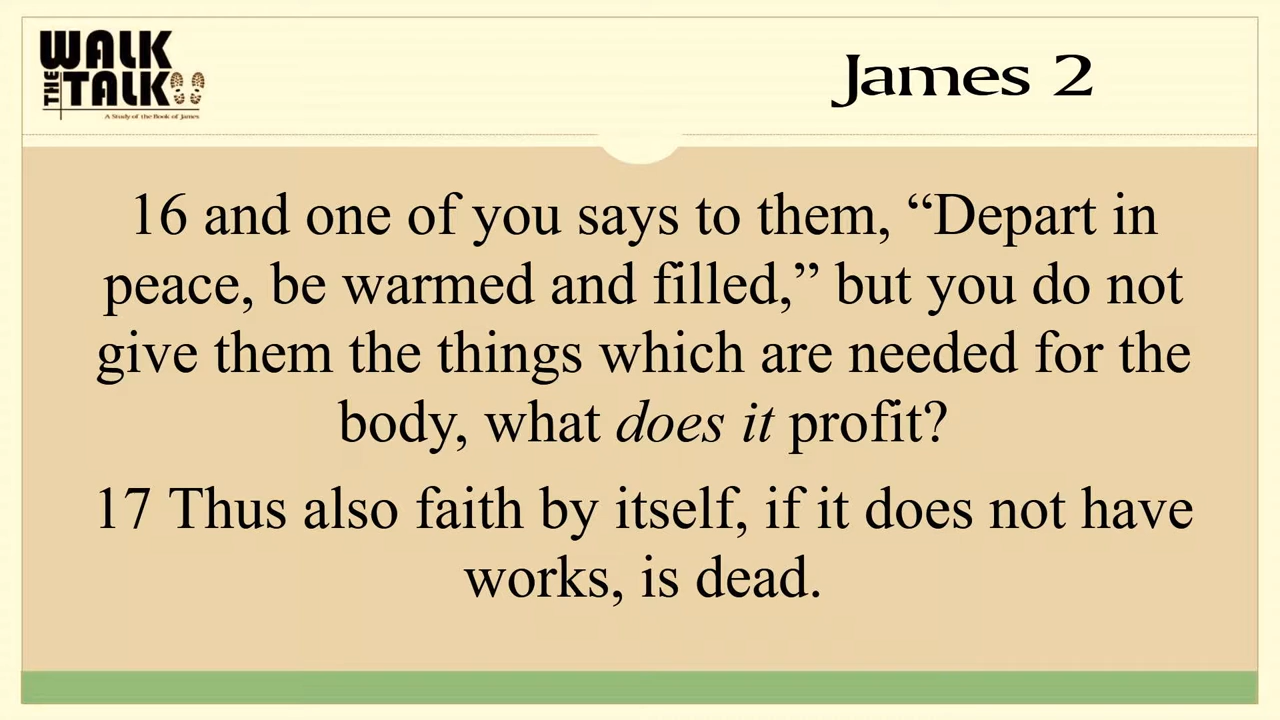 WALK
THE TALK
A Study of the Book of James
James 2
16 and one of you says to them, “Depart in
peace, be warmed and filled,” but you do not
give them the things which are needed for the
body, what does it profit?
17 Thus also faith by itself, if it does not have
works, is dead.